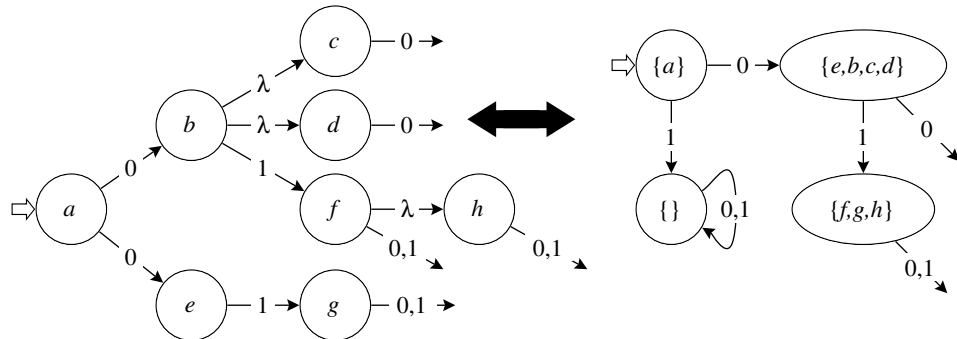 c 0
{a} 0 {e,b,c,d}
λ
b λ d 0
0
1 1 1
0
a f λ h {} 0,1 {f,g,h}
0,1 0,1
0 0,1
e 1 g 0,1